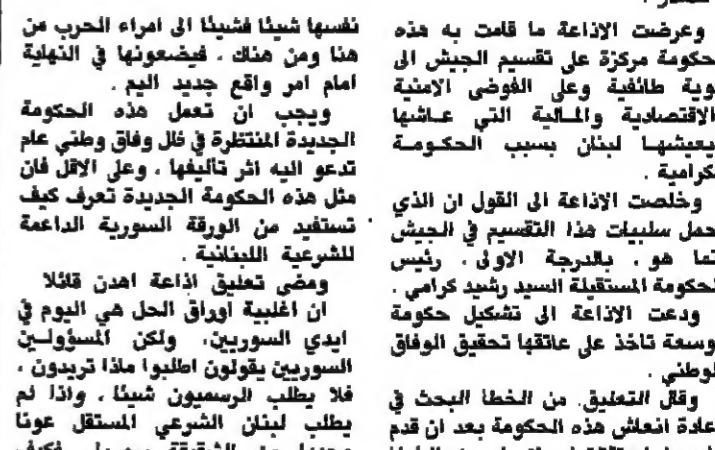 وعرضت الاذاعة ما قامت به هذه
حكومة مركزة على تقسيم الجيش الى
وية طائفية وعلى الفوضى الامنية
الاقتصادية والمالية التي عاشها
يعيشها لبنان بسبب الحكومة
كرامية .
وخلصت الاذاعة الى القول ان الذي
حمل سلبيات هذا التقسيم في الجيش
نما هو ، بالدرجة الاولى ، رئيس
لحكومة المستقيلة السيد رشيد كرامي .
ودعت الاذاعة الى تشكيل حكومة
وسعة تاخذ على عاتقها تحقيق الوفاق
لوطني .
وقال التعليق. من الخطا البحث في
عادة انعاش هذه الحكومة بعد ان قدم
نفسها شيئا فشيئا الى امراء الحرب من
هنا ومن هناك ، فيضعونها في النهاية
امام امر واقع جديد اليم .
ويجب ان تعمل هذه الحكومة
الجديدة المنتظرة في ظل وفاق وطني عام
تدعو اليه اثر تأليفها ، وعلى الاقل فان
مثل هذه الحكومة الجديدة تعرف كيف
تستفيد من الورقة السورية الداعمة
للشرعية اللبنانية .
ومضى تعليق اذاعة اهدن قائلا
ان اغلبية اوراق الحل هي اليوم في
ايدي السوريين، ولكن المسؤولين
السوريين يقولون اطلبوا ماذا تريدون ،
فلا يطلب الرسميون شيئا ، واذا لم
يطلب لبنان الشرعي المستقل عونا